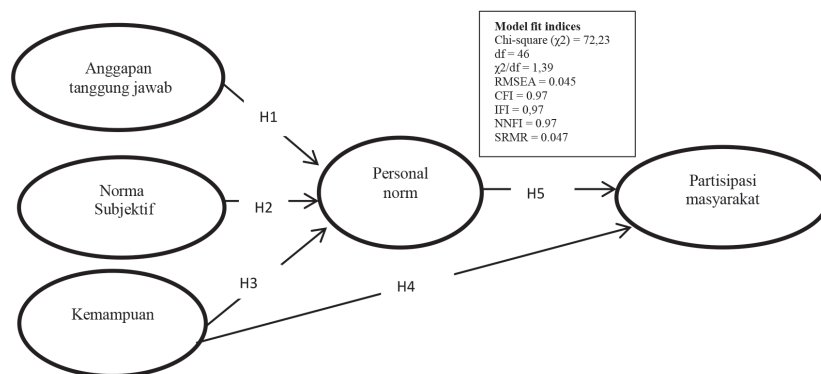 Model fit indices
Chi-square (χ2) = 72,23
df = 46
χ2/df = 1,39
RMSEA = 0.045
CFI = 0.97
IFI = 0,97
NNFI = 0.97
SRMR = 0.047
Anggapan
tanggung jawab
H1
Norma
Subjektif
H2
Personal
norm
H5
Partisipasi
masyarakat
Kemampuan
H3
H4